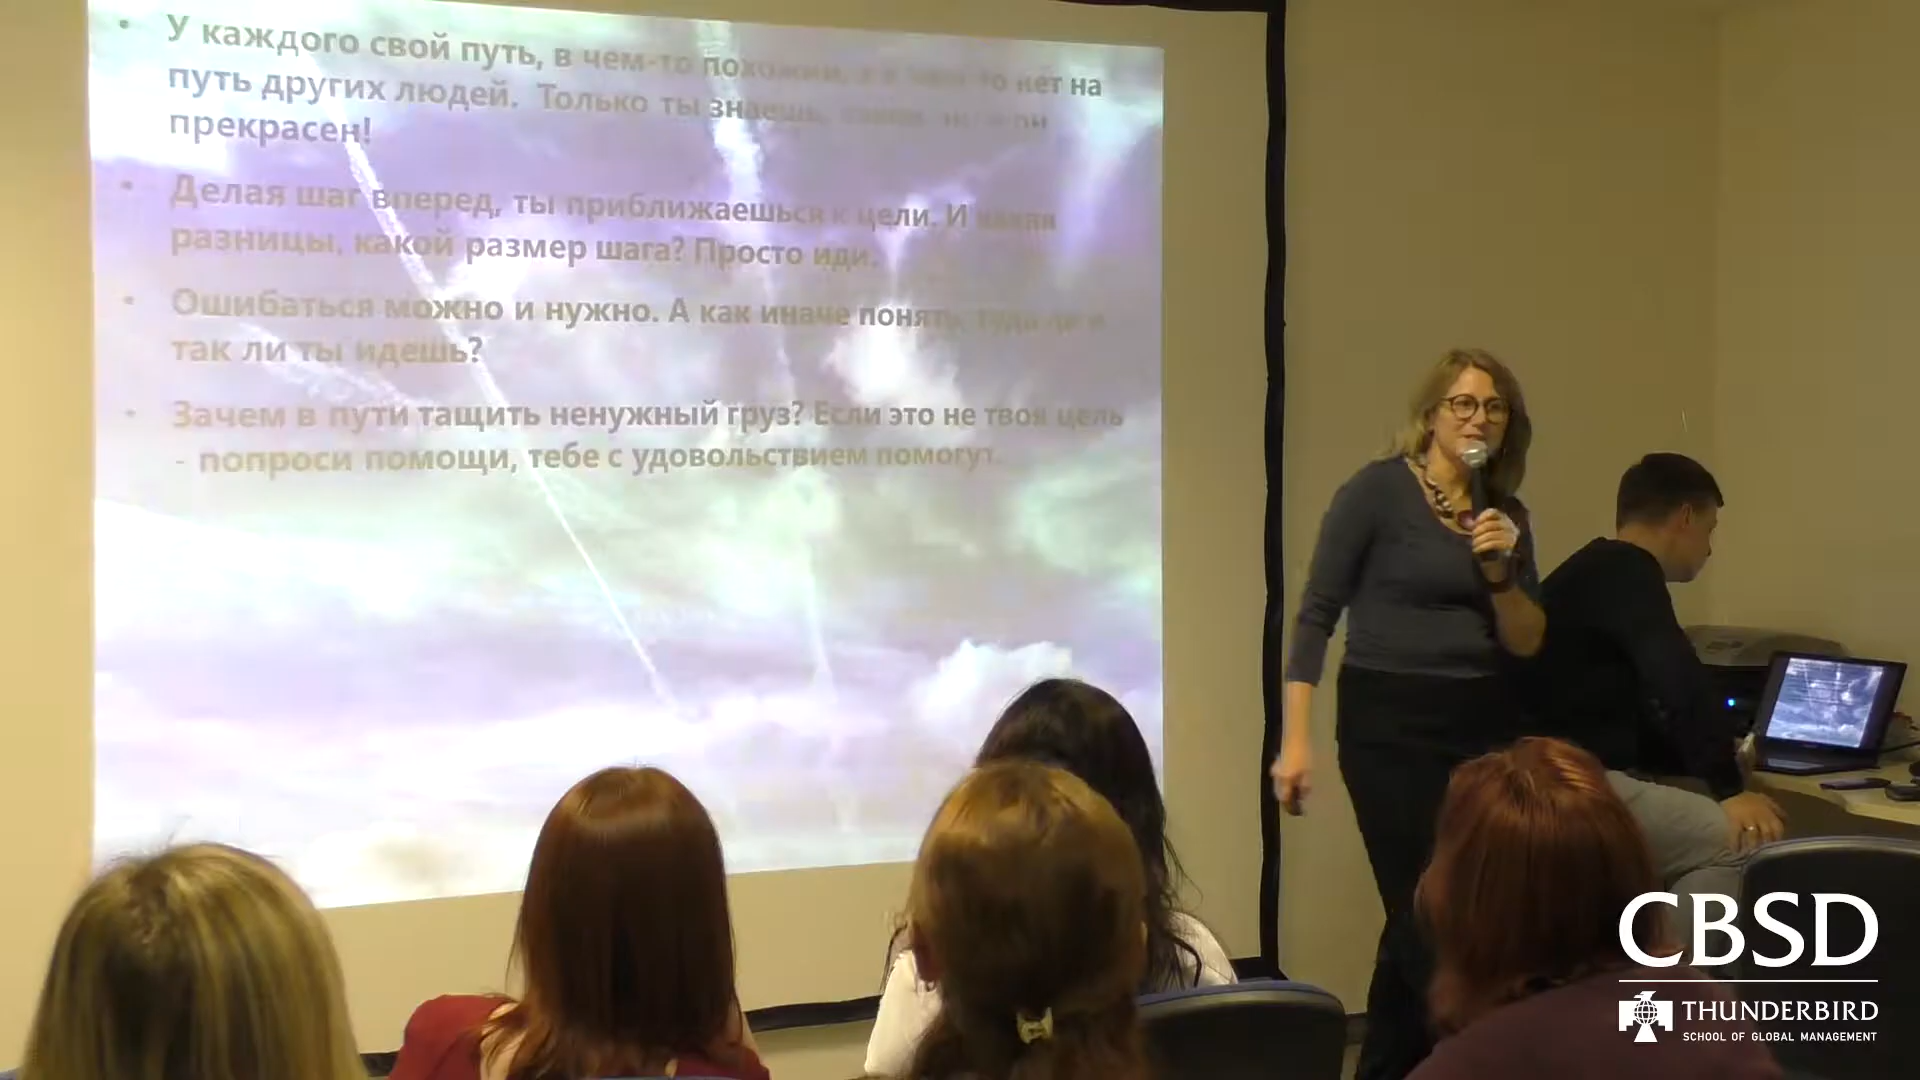 • У каждого свой путь, в чем-то похожий, а в чем-то нет на
путь других людей. Только ты знаешь,
прекрасен!
• Делая шаг вперед, ты приближаешься к цели. И какая
разницы, какой размер шага? Просто иди.
• Ошибаться можно и нужно. А как иначе понять, туда ли и
так ли ты идешь?
• Зачем в пути тащить ненужный груз? Если это не твоя цель
- попроси помощи, тебе с удовольствием помогут.
CBSD
THUNDERBIRD
SCHOOL OF GLOBAL MANAGEMENT